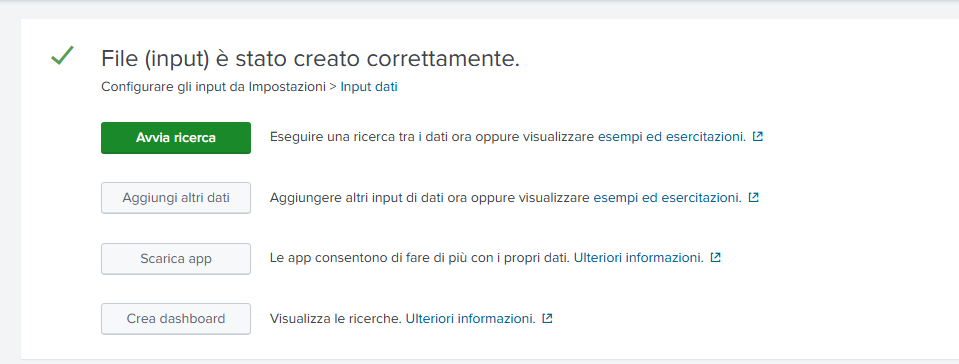 File (input) è stato creato correttamente.
Configurare gli input da Impostazioni > Input dati
Avvia ricerca Eseguire una ricerca tra i dati ora oppure visualizzare esempi ed esercitazioni.
Aggiungi altri dati Aggiungere altri input di dati ora oppure visualizzare esempi ed esercitazioni.
Scarica app Le app consentono di fare di più con i propri dati. Ulteriori informazioni.
Crea dashboard Visualizza le ricerche. Ulteriori informazioni.